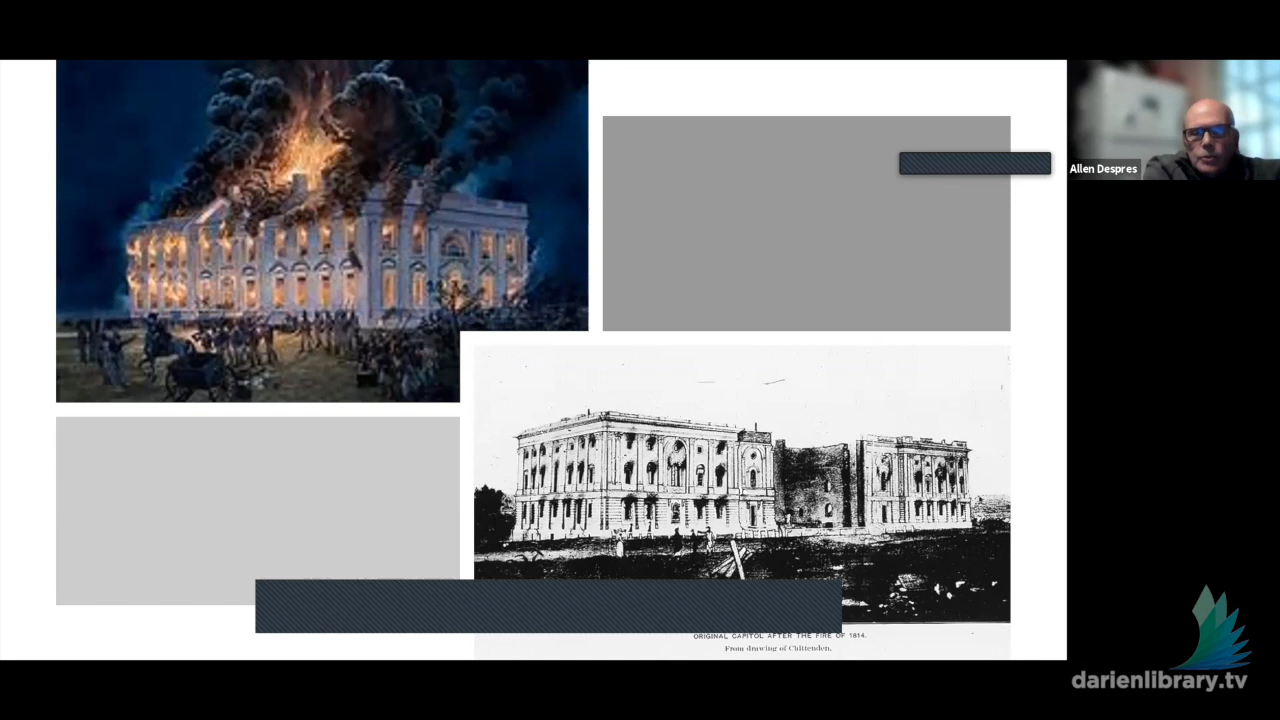 Allen Despres
ORIGINAL CAPITOL AFTER THE FIRE OF 1814.
From drawing of Chittenden.
darienlibrary.tv